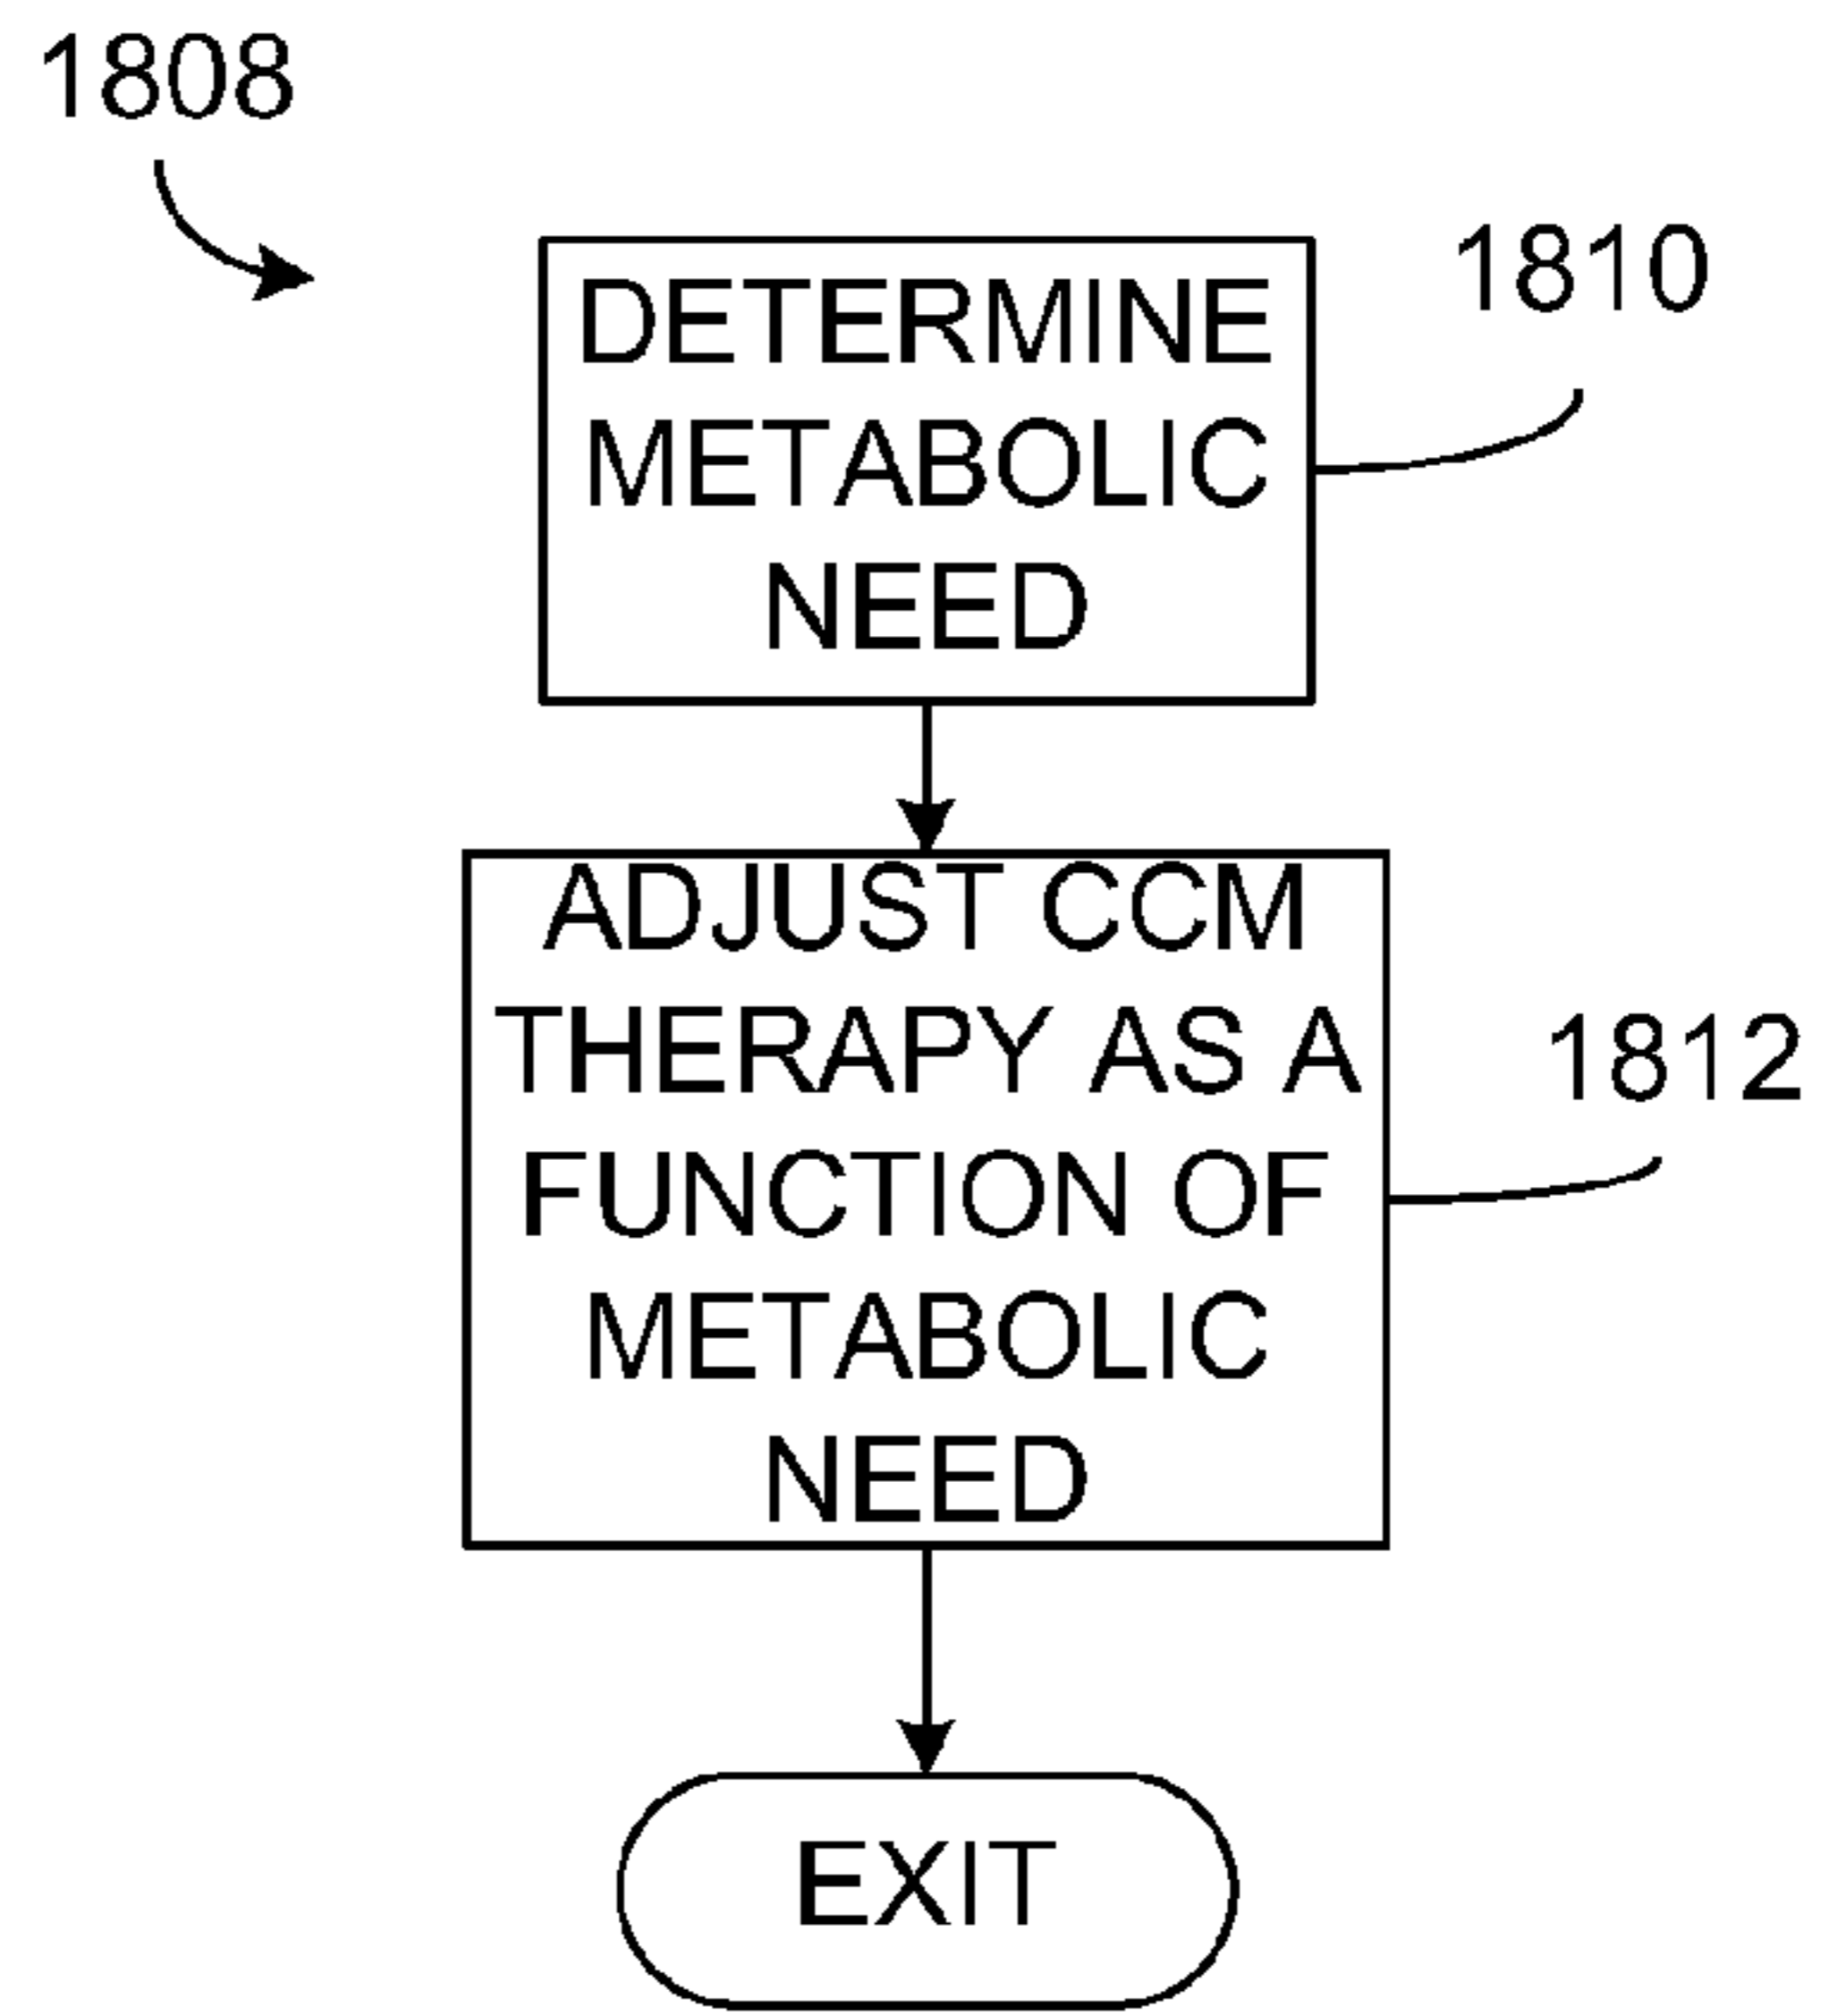 1808
1810
DETERMINE
METABOLIC
NEED
ADJUST CCM
THERAPY AS A
FUNCTION OF
METABOLIC
NEED
1812
EXIT